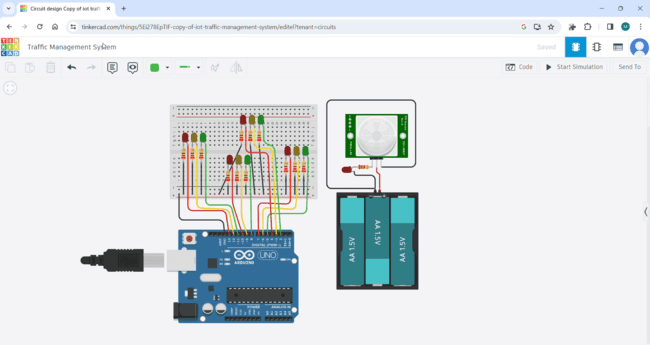 Circuit design Copy of iot traffi
tinkercad.com/things/5Ei278EpTIF-copy-of-iot-traffic-management-system/editel?tenant=circuits
TIN
KER
CAD
Traffic Management System
Saved
Code
Start Simulation
Send To
AA 1.5V
AA 1.5V
AA 1.5V
UNO
ARDUINO